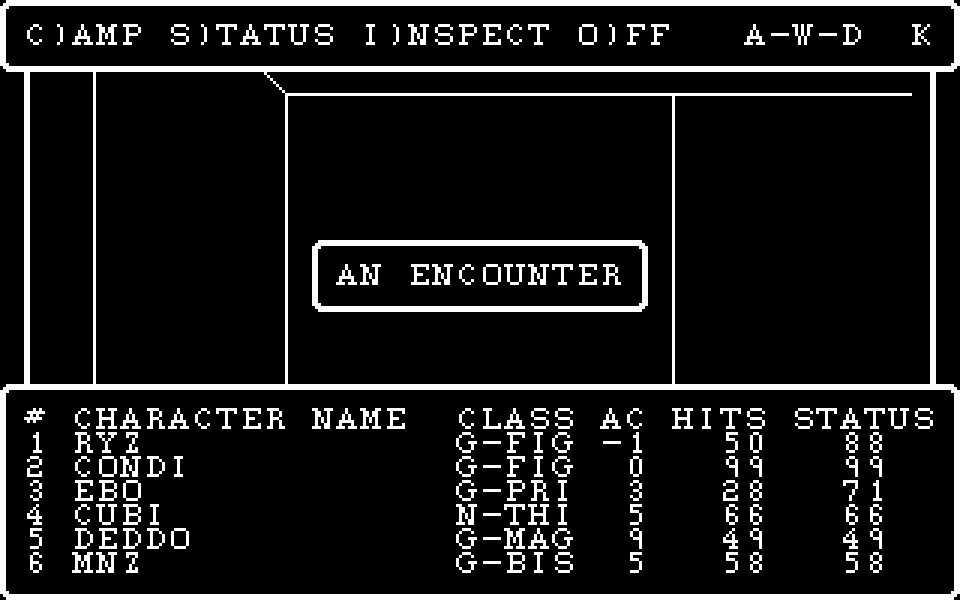 C)AMP S)TATUS I)NSPECT O)FF A-W-D K
AN ENCOUNTER
# CHARACTER NAME CLASS AC HITS STATUS
1 RYZ G-FIG -1 50 88
2 CONDI G-FIG 0 99 99
3 EBO G-PRI 3 28 71
4 CUBI N-THI 5 66 66
5 DEDDO G-MAG 9 49 49
6 MNZ G-BIS 5 58 58